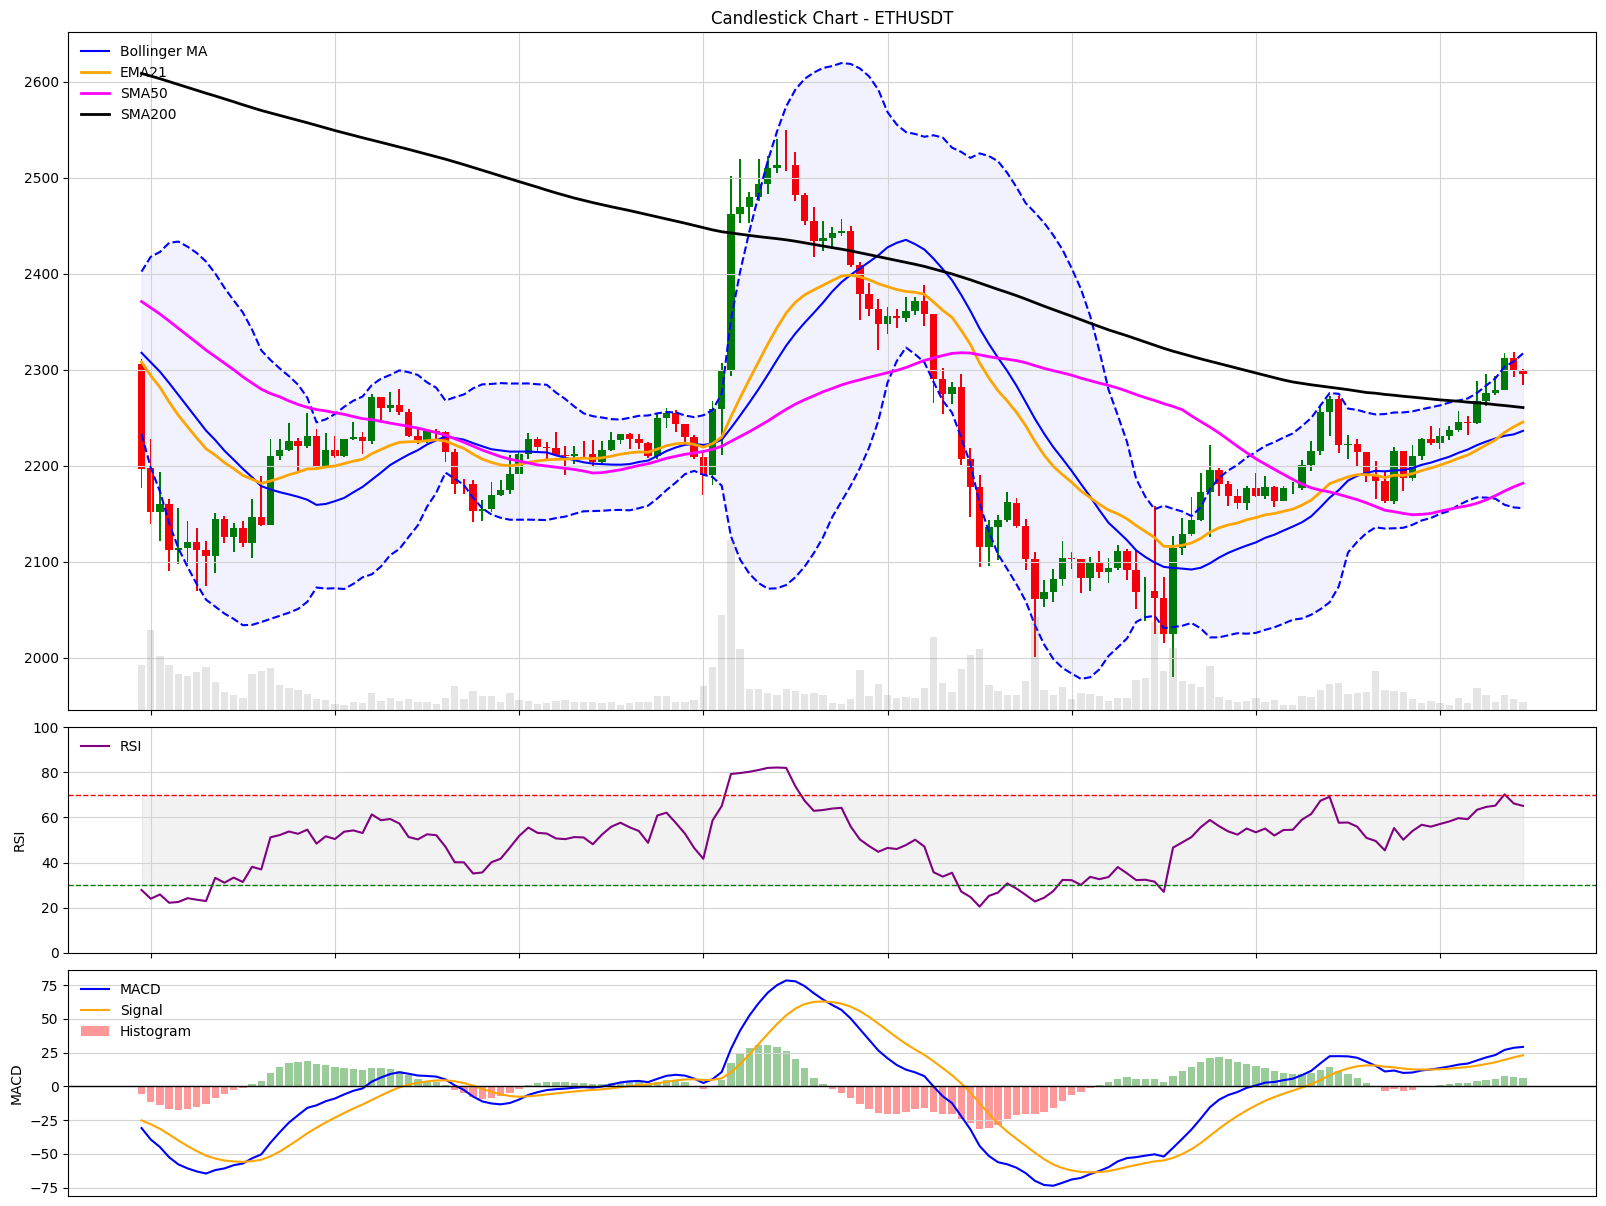 Candlestick Chart - ETHUSDT
Bollinger MA
EMA21
SMA50
SMA200
2600
2500
2400
2300
2200
2100
2000
RSI
100
80
60
40
20
0
RSI
MACD
Signal
Histogram
75
50
25
0
−25
−50
−75
MACD